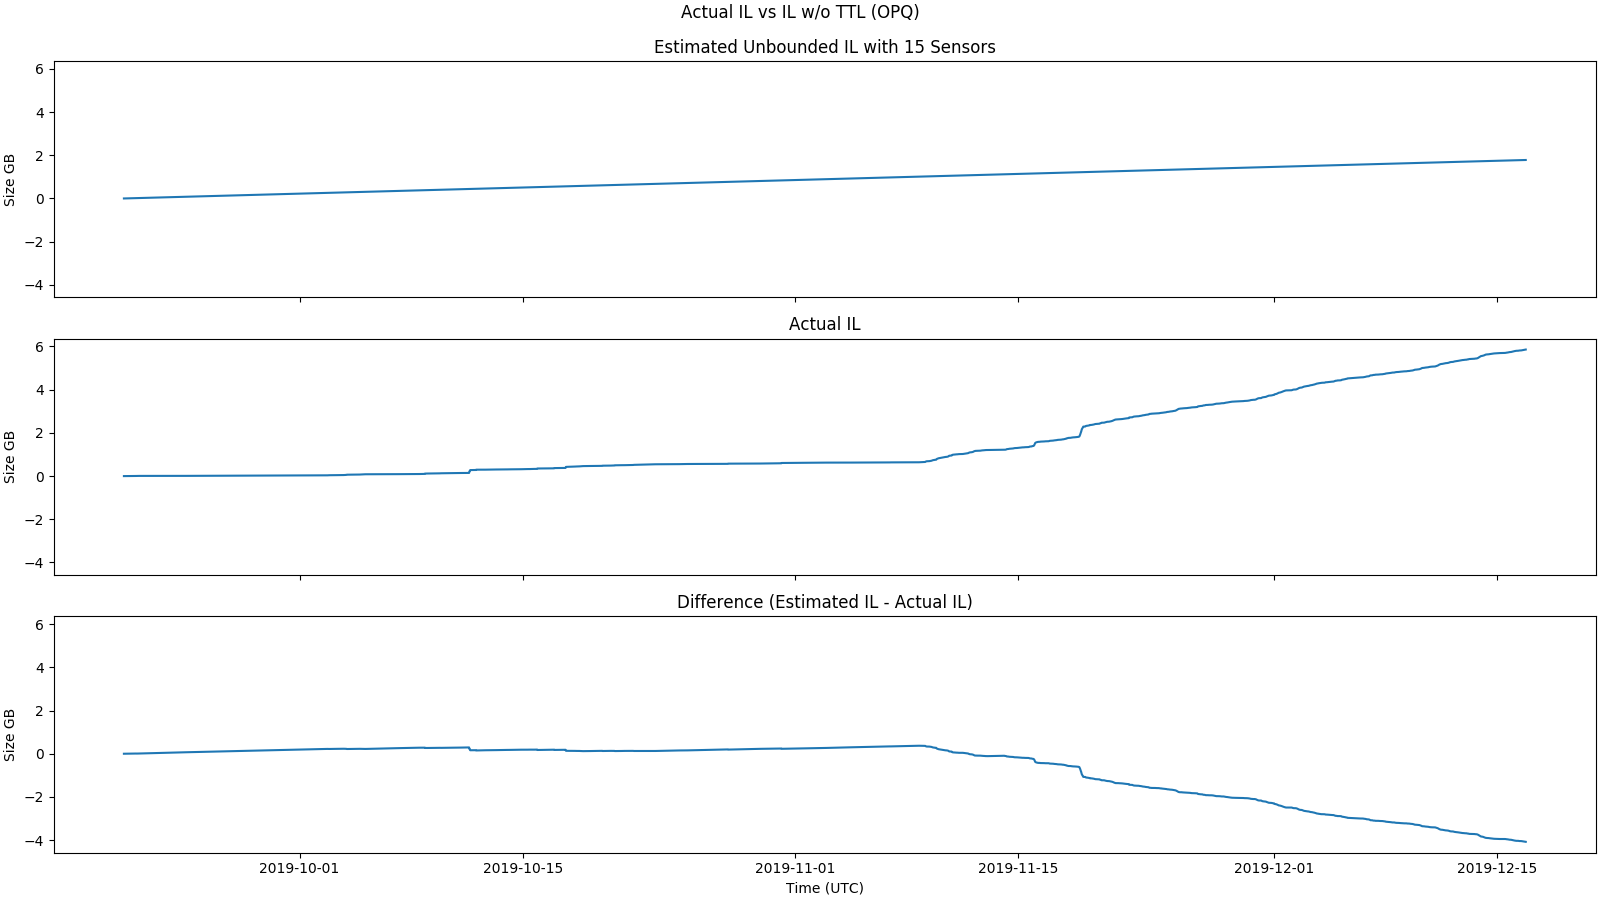 Actual IL vs IL w/o TTL (OPQ)
Estimated Unbounded IL with 15 Sensors
6
4
2
0
−2
−4
Size GB
Actual IL
6
4
2
0
−2
−4
Size GB
Difference (Estimated IL - Actual IL)
6
4
2
0
−2
−4
Size GB
2019-10-01 2019-10-15 2019-11-01 2019-11-15 2019-12-01 2019-12-15
Time (UTC)